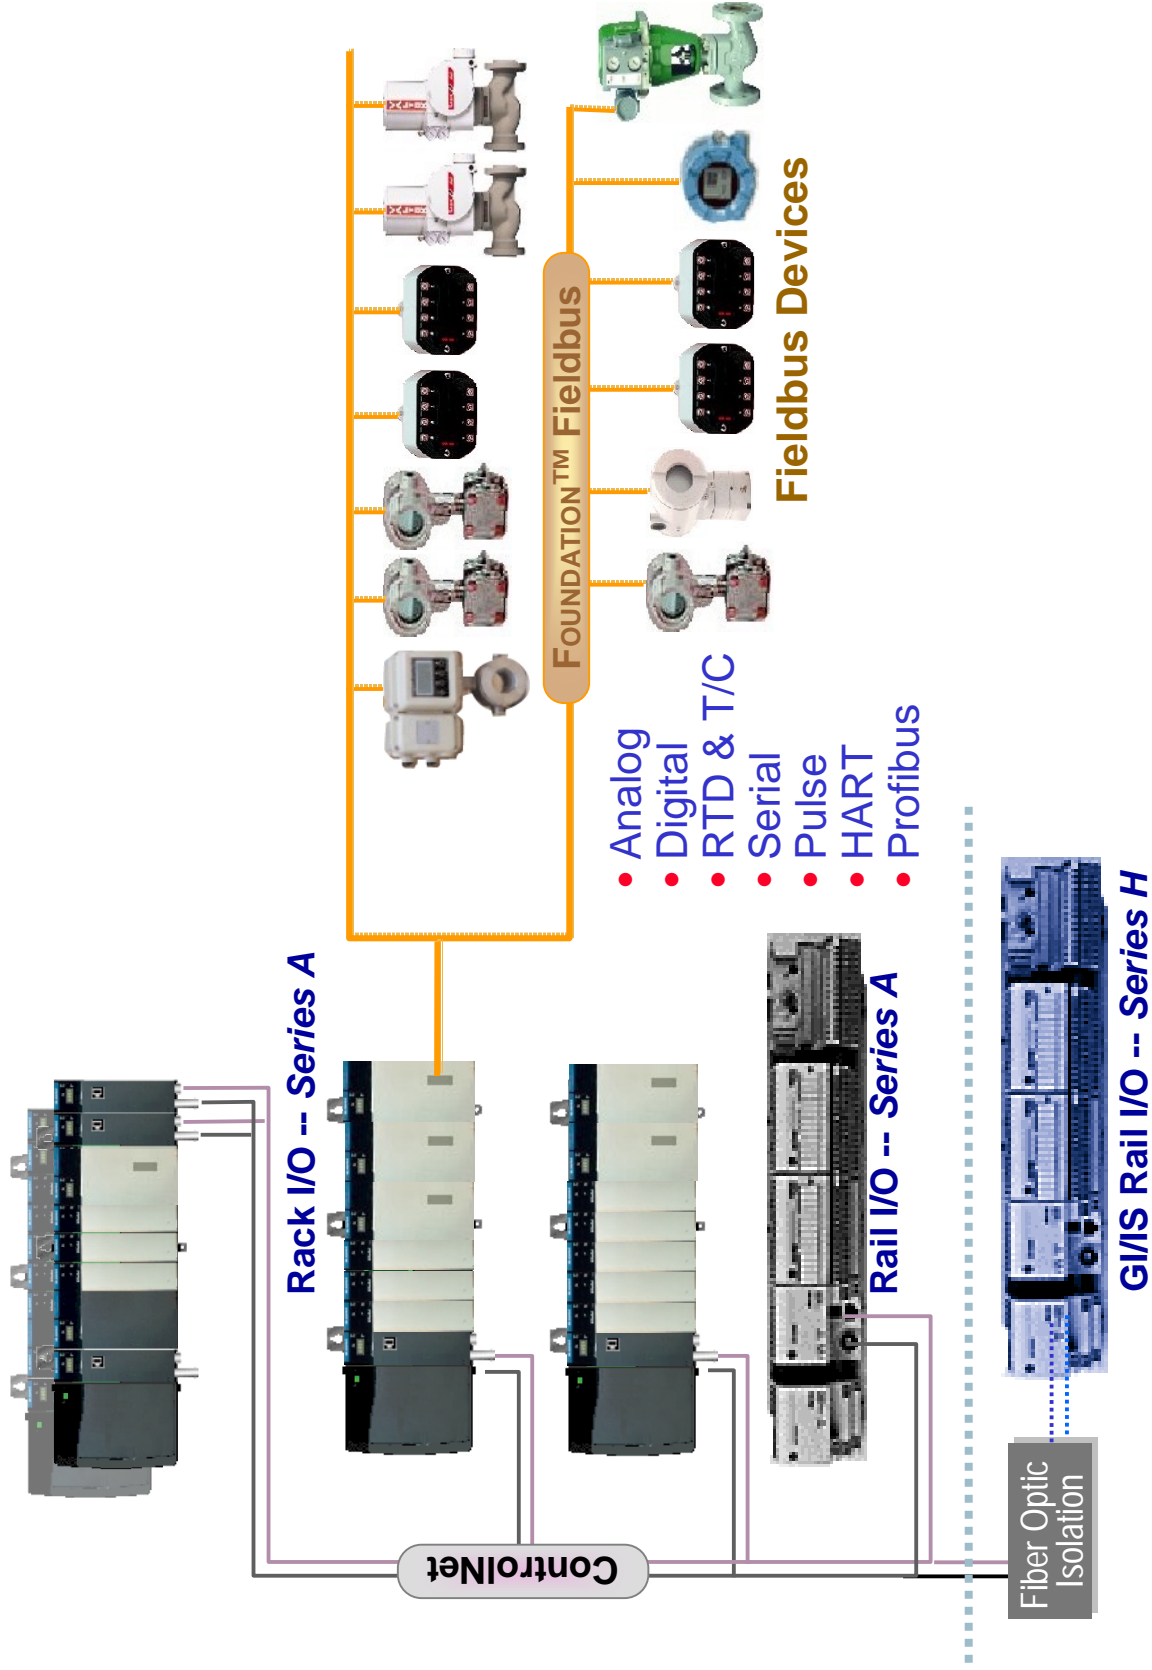 FOUNDATION™ Fieldbus
Fieldbus Devices
Rack I/O -- Series A
• Analog
• Digital
• RTD & T/C
• Serial
• Pulse
• HART
• Profibus
Rail I/O -- Series A
ControlNet
Fiber Optic
Isolation
GI/IS Rail I/O -- Series H